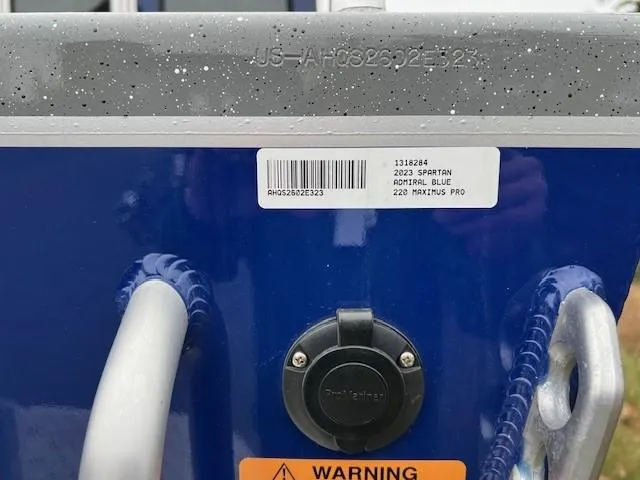 US-AHQS2602E323
1318284
2023 SPARTAN
ADMIRAL BLUE
AHQS2602E323
220 MAXIMUS PRO
ProMariner
WARNING